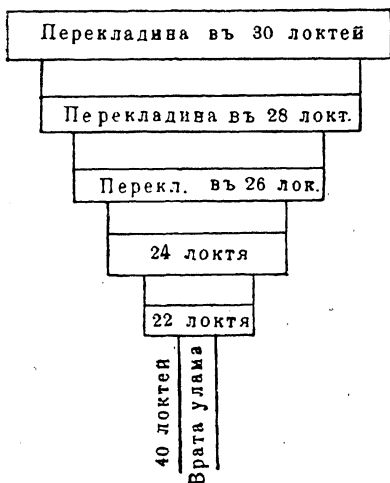 Перекладина въ 30 локтей
Перекладина въ 28 локт.
Перекл. въ 26 лок.
24 локтя
22 локтя
40 локтей
Врата улама